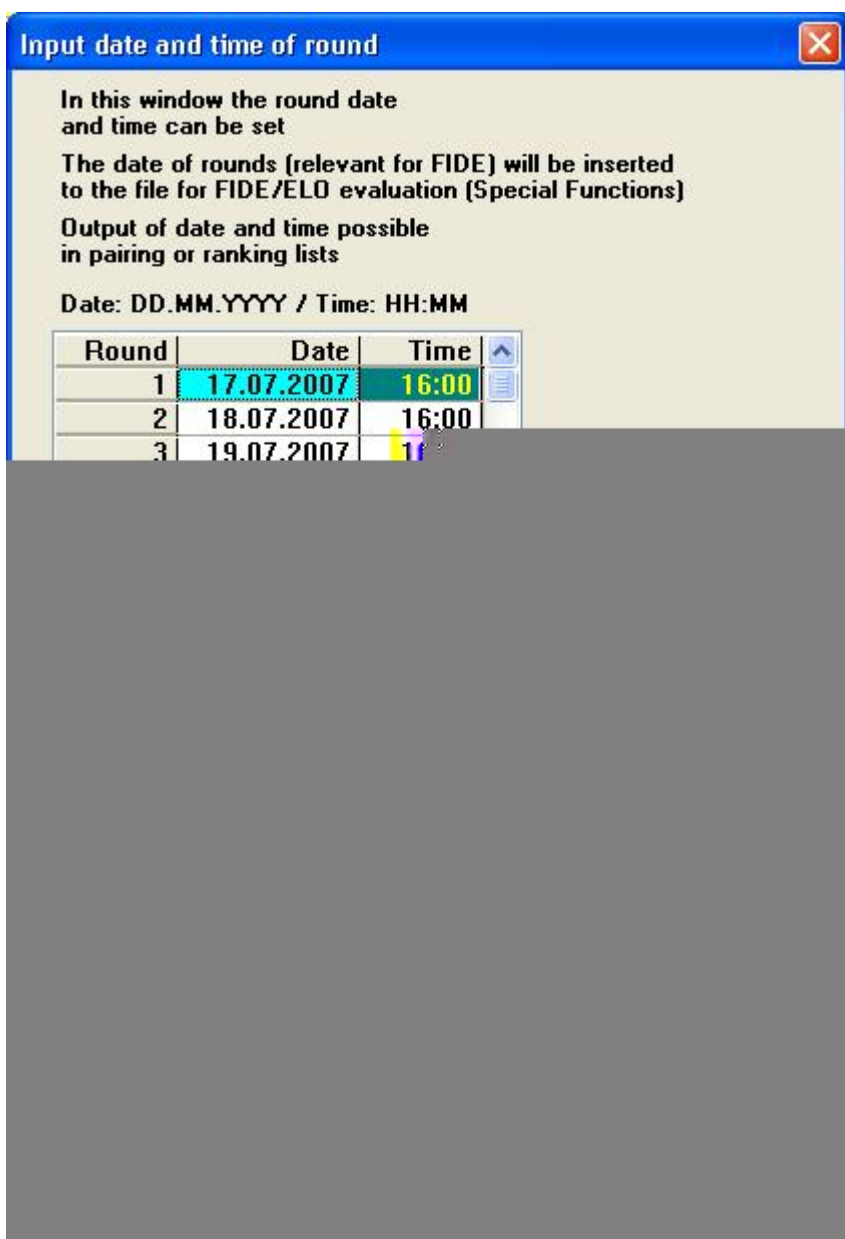 Input date and time of round
In this window the round date
and time can be set
The date of rounds (relevant for FIDE) will be inserted
to the file for FIDE/ELO evaluation (Special Functions)
Output of date and time possible
in pairing or ranking lists
Date: DD.MM.YYYY / Time: HH:MM
Round Date Time
1 17.07.2007 16:00
2 18.07.2007 16:00
3 19.07.2007